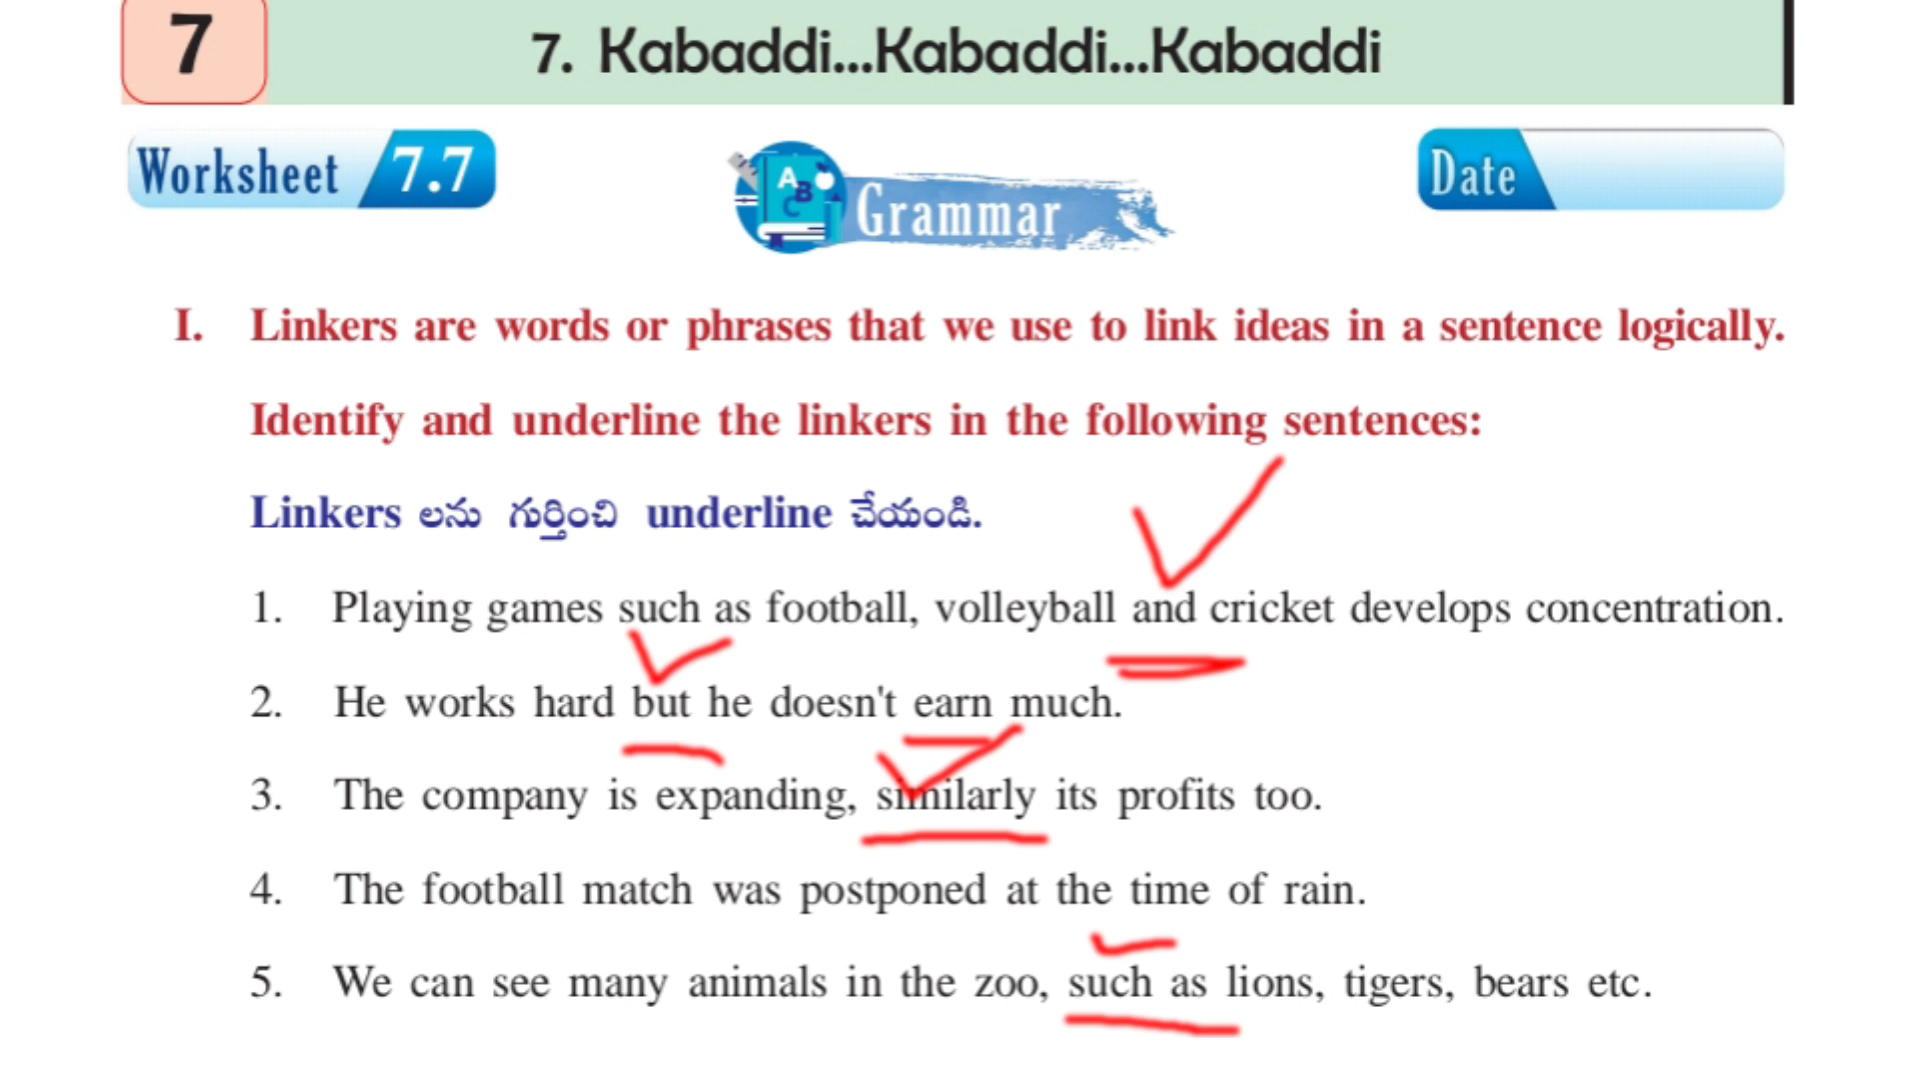 7
7. Kabaddi...Kabaddi...Kabaddi
Worksheet 7.7
A B C
Grammar
Date
I. Linkers are words or phrases that we use to link ideas in a sentence logically.
Identify and underline the linkers in the following sentences:
Linkers లను గుర్తించి underline చేయండి.
1. Playing games such as football, volleyball and cricket develops concentration.
2. He works hard but he doesn't earn much.
3. The company is expanding, similarly its profits too.
4. The football match was postponed at the time of rain.
5. We can see many animals in the zoo, such as lions, tigers, bears etc.